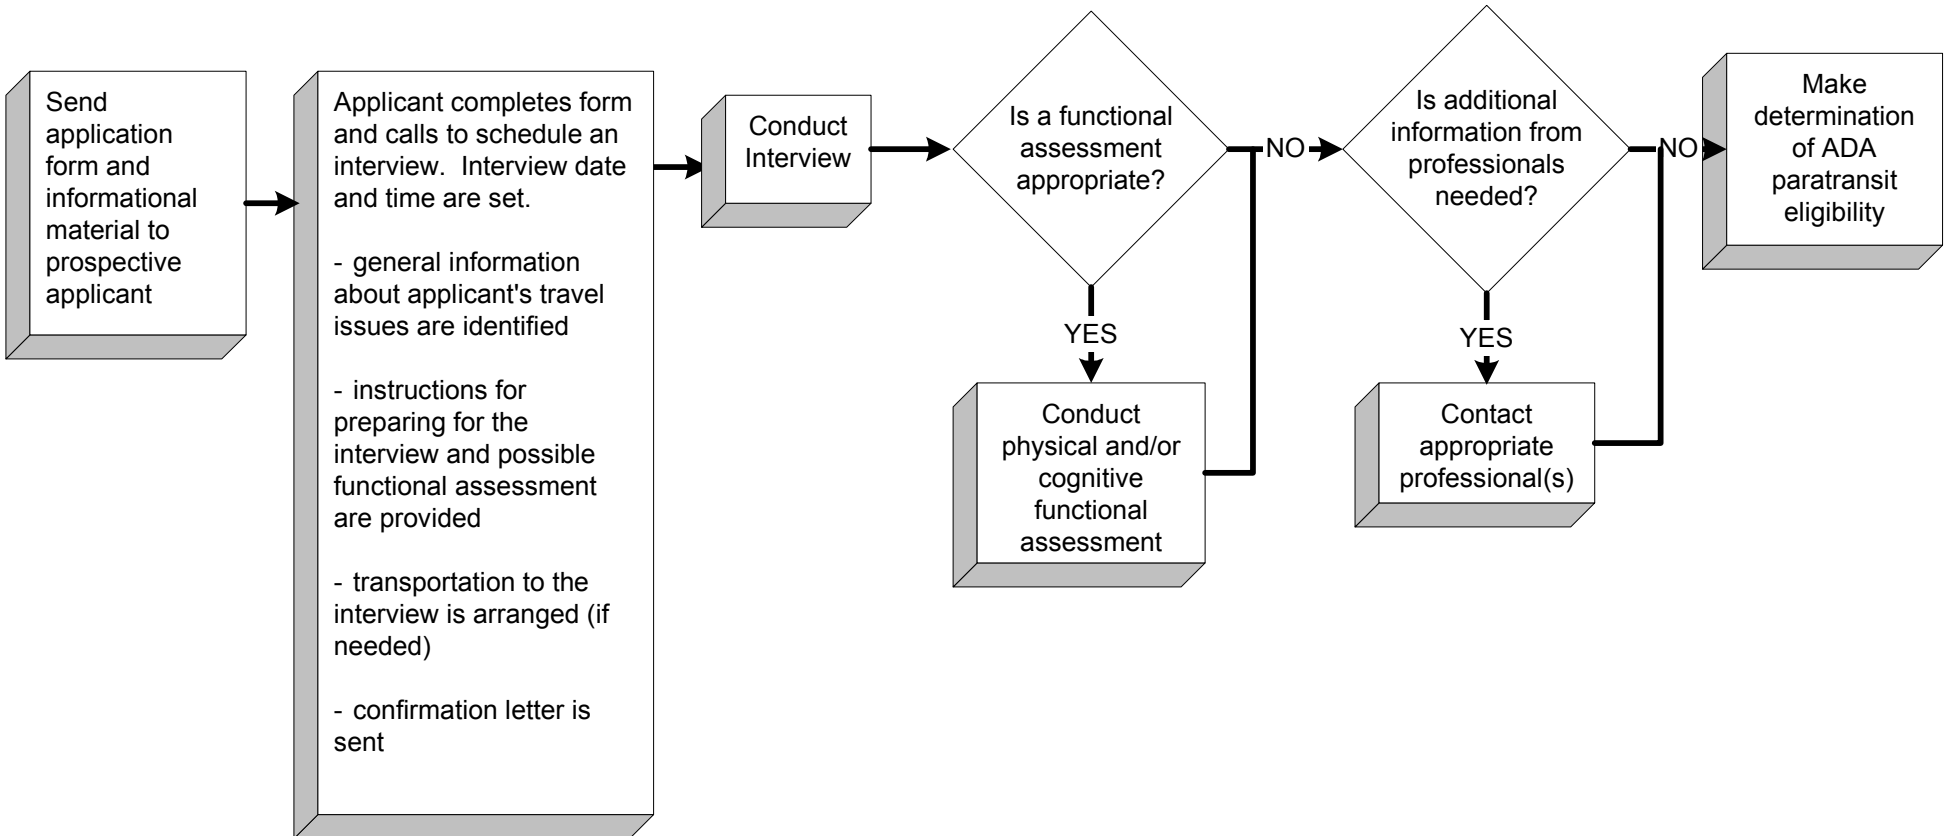 Send
application
form and
informational
material to
prospective
applicant
Applicant completes form
and calls to schedule an
interview.  Interview date
and time are set.
- general information
about applicant's travel
issues are identified
- instructions for
preparing for the
interview and possible
functional assessment
are provided
- transportation to the
interview is arranged (if
needed)
- confirmation letter is
sent
Conduct
Interview
Is a functional
assessment
appropriate?
NO
YES
Conduct
physical and/or
cognitive
functional
assessment
Is additional
information from
professionals
needed?
NO
YES
Contact
appropriate
professional(s)
Make
determination
of ADA
paratransit
eligibility